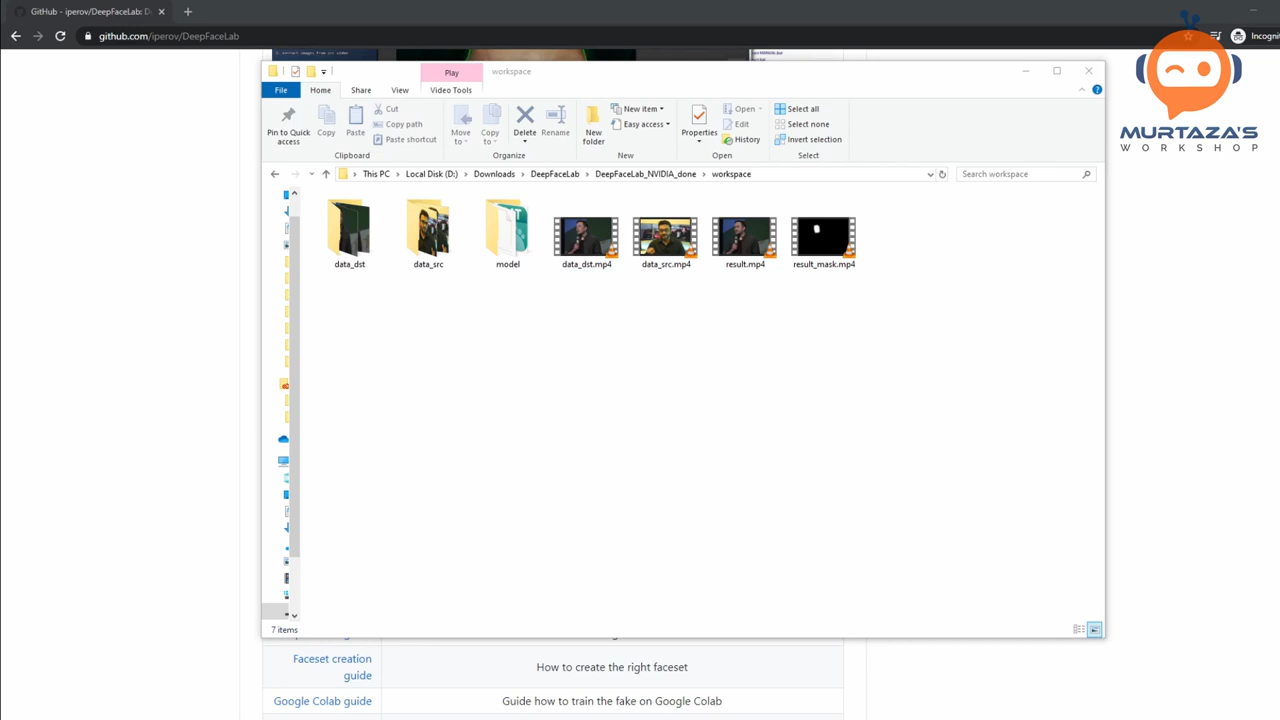 GitHub - iperov/DeepFaceLab: D
github.com/iperov/DeepFaceLab
Incognit
MURTAZA'S
WORKSHOP
Play
workspace
File
Home
Share
View
Video Tools
Pin to Quick
access
Copy
Paste
Cut
Copy path
Paste shortcut
Clipboard
Move
to
Copy
to
Delete
Rename
Organize
New
folder
New item
Easy access
New
Properties
Open
Edit
History
Open
Select all
Select none
Invert selection
Select
This PC
Local Disk (D:)
Downloads
DeepFaceLab
DeepFaceLab_NVIDIA_done
workspace
Search workspace
data_dst
data_src
model
data_dst.mp4
data_src.mp4
result.mp4
result_mask.mp4
7 items
Faceset creation
guide
How to create the right faceset
Google Colab guide
Guide how to train the fake on Google Colab